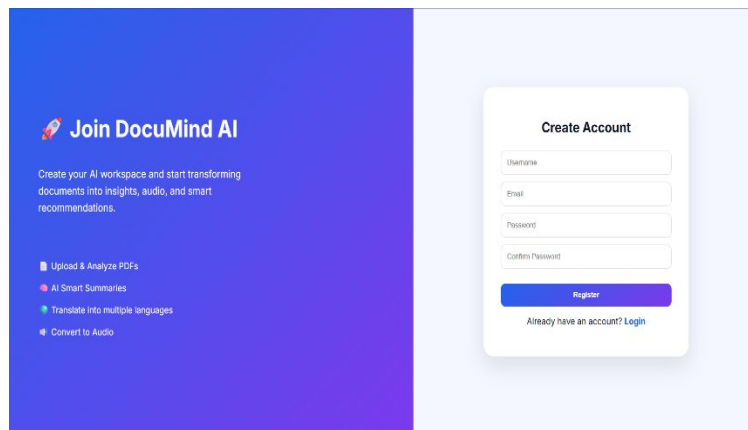 🚀 Join DocuMind AI
Create your AI workspace and start transforming
documents into insights, audio, and smart
recommendations.
📄 Upload & Analyze PDFs
🧠 AI Smart Summaries
🌍 Translate into multiple languages
🔊 Convert to Audio
Create Account
Username
Email
Password
Confirm Password
Register
Already have an account? Login